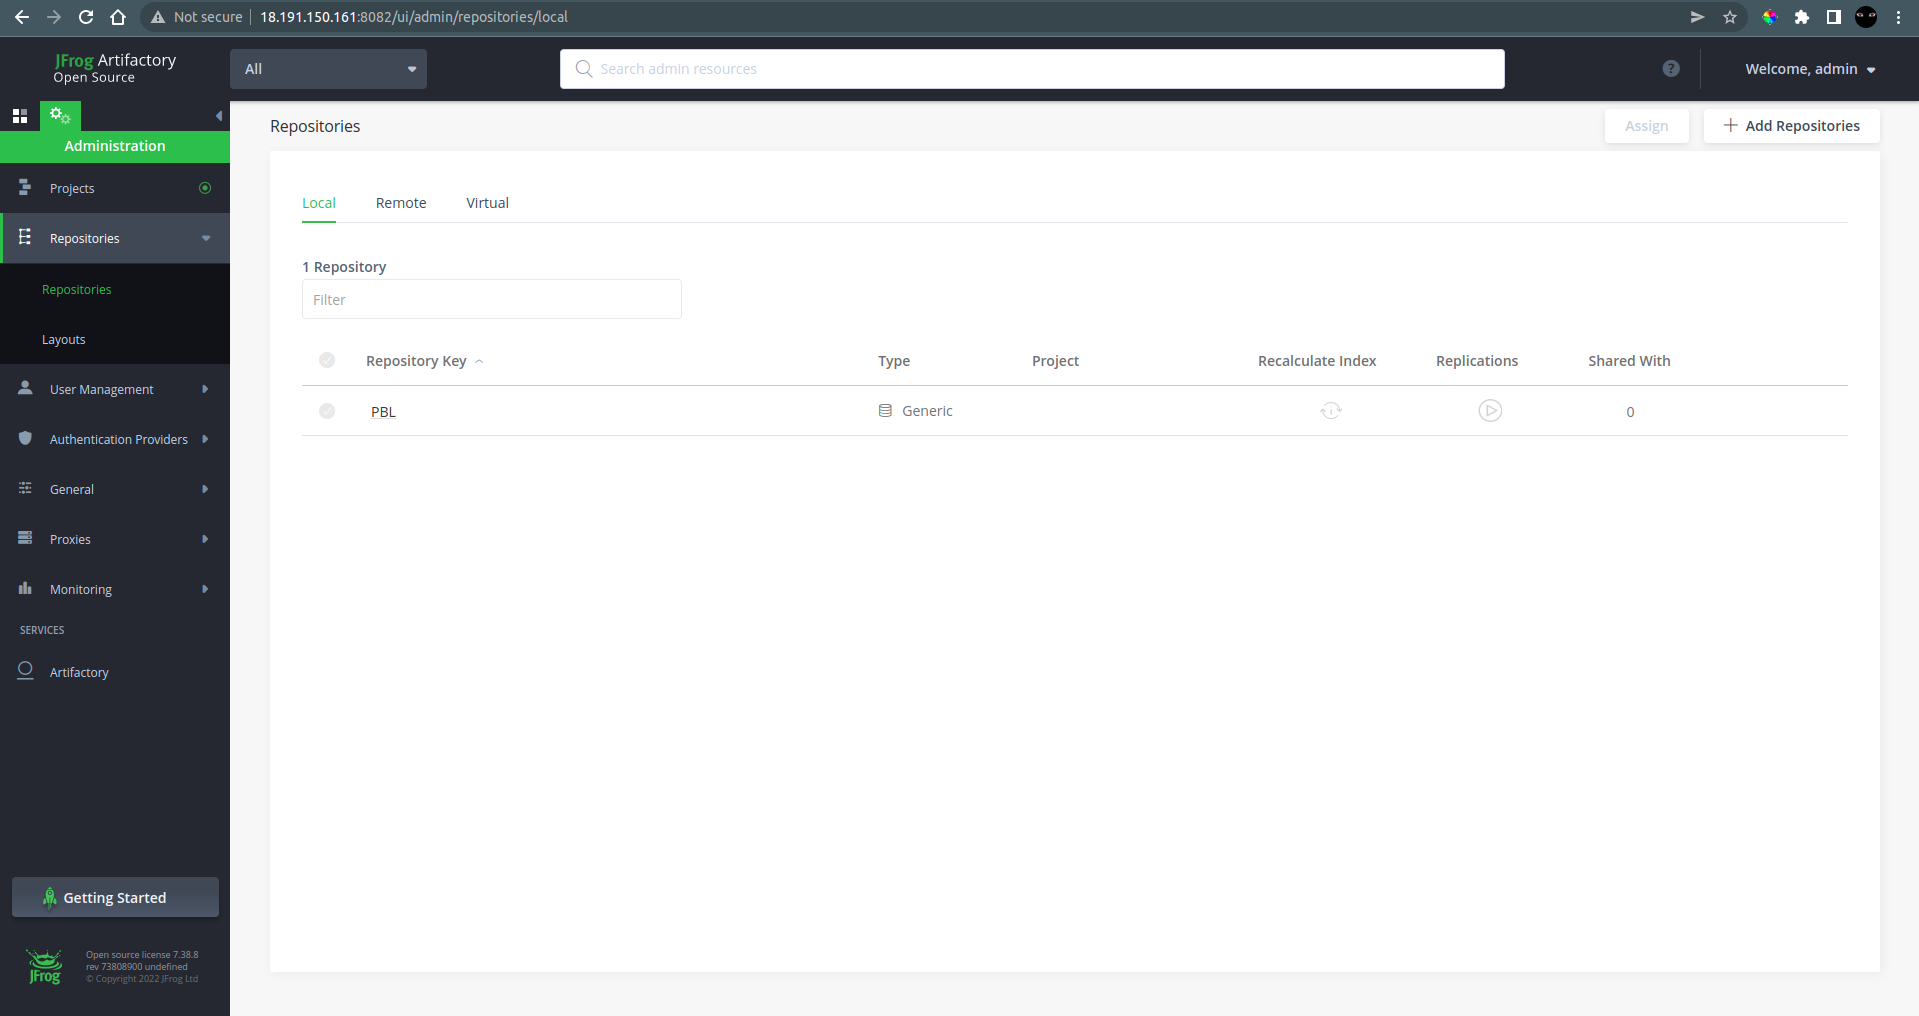 Not secure 18.191.150.161:8082/ui/admin/repositories/local
JFrog Artifactory
Open Source
All
Search admin resources
?
Welcome, admin
Administration
Projects
Repositories
Repositories
Layouts
User Management
Authentication Providers
General
Proxies
Monitoring
SERVICES
Artifactory
Getting Started
JFrog
Open source license 7.38.8
rev 73808900 undefined
© Copyright 2022 JFrog Ltd
Repositories
Assign
Add Repositories
Local Remote Virtual
1 Repository
Filter
Repository Key Type Project Recalculate Index Replications Shared With
PBL Generic 0